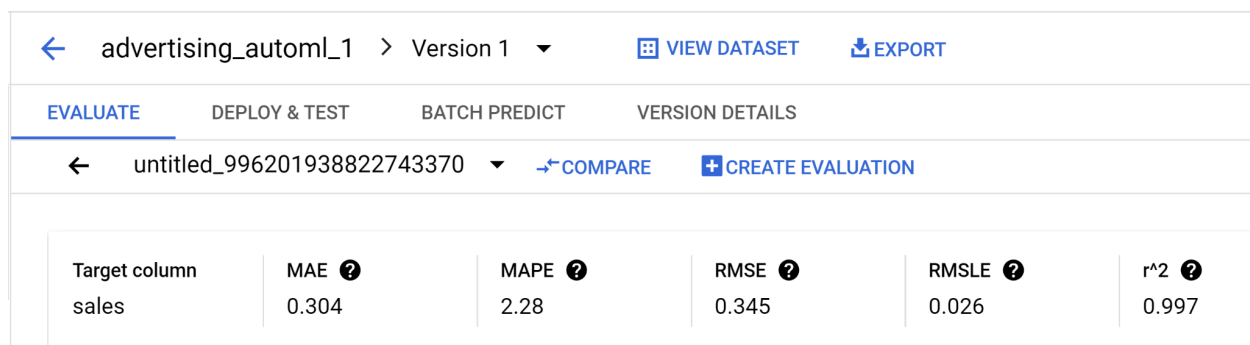 advertising_automl_1 > Version 1 VIEW DATASET EXPORT
EVALUATE DEPLOY & TEST BATCH PREDICT VERSION DETAILS
untitled_996201938822743370 COMPARE CREATE EVALUATION
Target column MAE ? MAPE ? RMSE ? RMSLE ? r^2 ?
sales 0.304 2.28 0.345 0.026 0.997